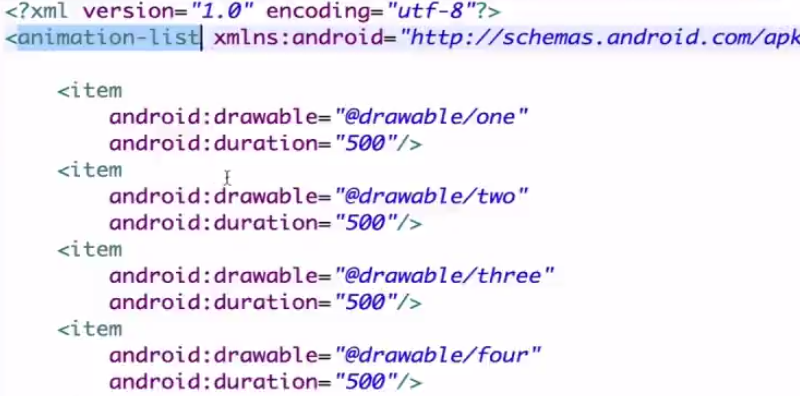 <?xml version="1.0" encoding="utf-8"?>
<animation-list xmlns:android="http://schemas.android.com/apk
<item
android:drawable="@drawable/one"
android:duration="500"/>
<item
android:drawable="@drawable/two"
android:duration="500"/>
<item
android:drawable="@drawable/three"
android:duration="500"/>
<item
android:drawable="@drawable/four"
android:duration="500"/>